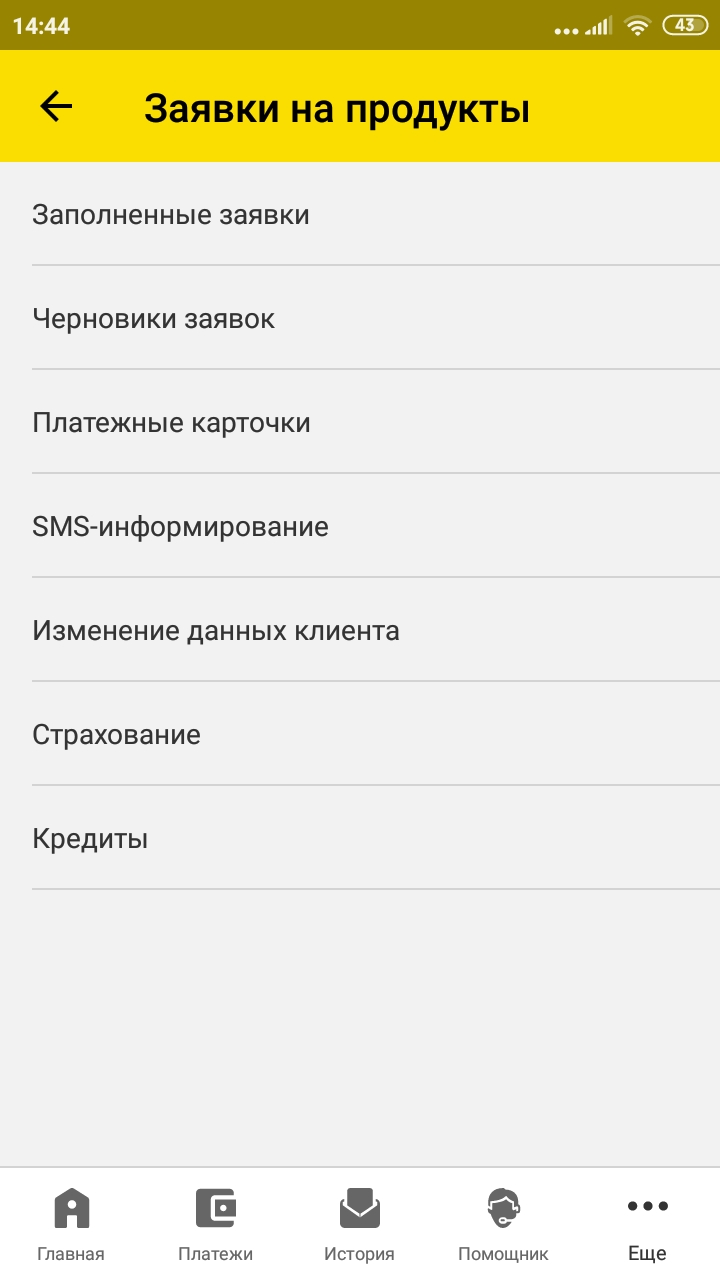 14:44
43
Заявки на продукты
Заполненные заявки
Черновики заявок
Платежные карточки
SMS-информирование
Изменение данных клиента
Страхование
Кредиты
Главная
Платежи
История
Помощник
Еще